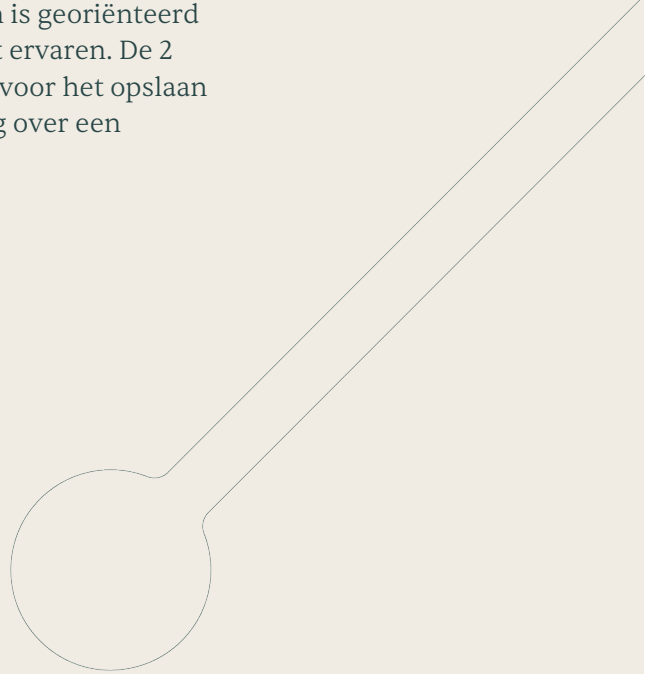 is georiënteerd
ervaren. De 2
voor het opslaan
over een